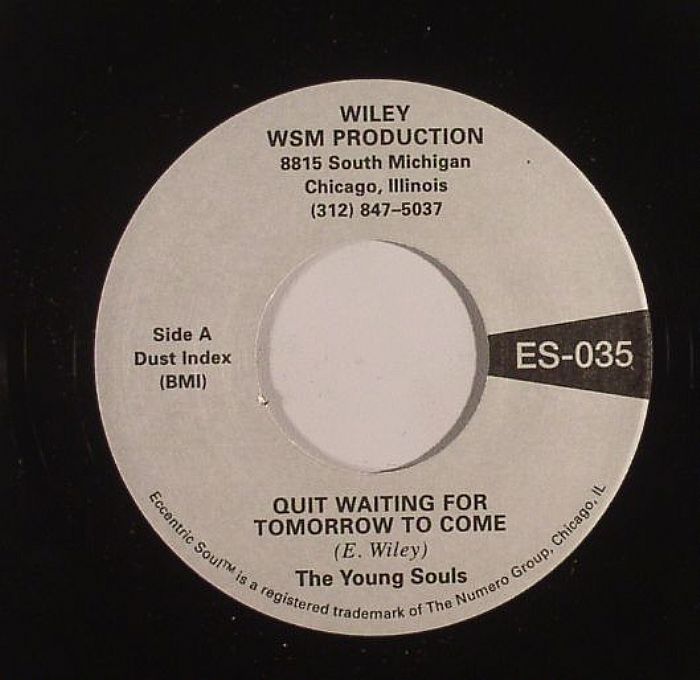 WILEY
WSM PRODUCTION
8815 South Michigan
Chicago, Illinois
(312) 847–5037
Side A
Dust Index
(BMI)
ES-035
QUIT WAITING FOR
TOMORROW TO COME
(E. Wiley)
The Young Souls
Eccentric Soul™ is a registered trademark of The Numero Group, Chicago, IL